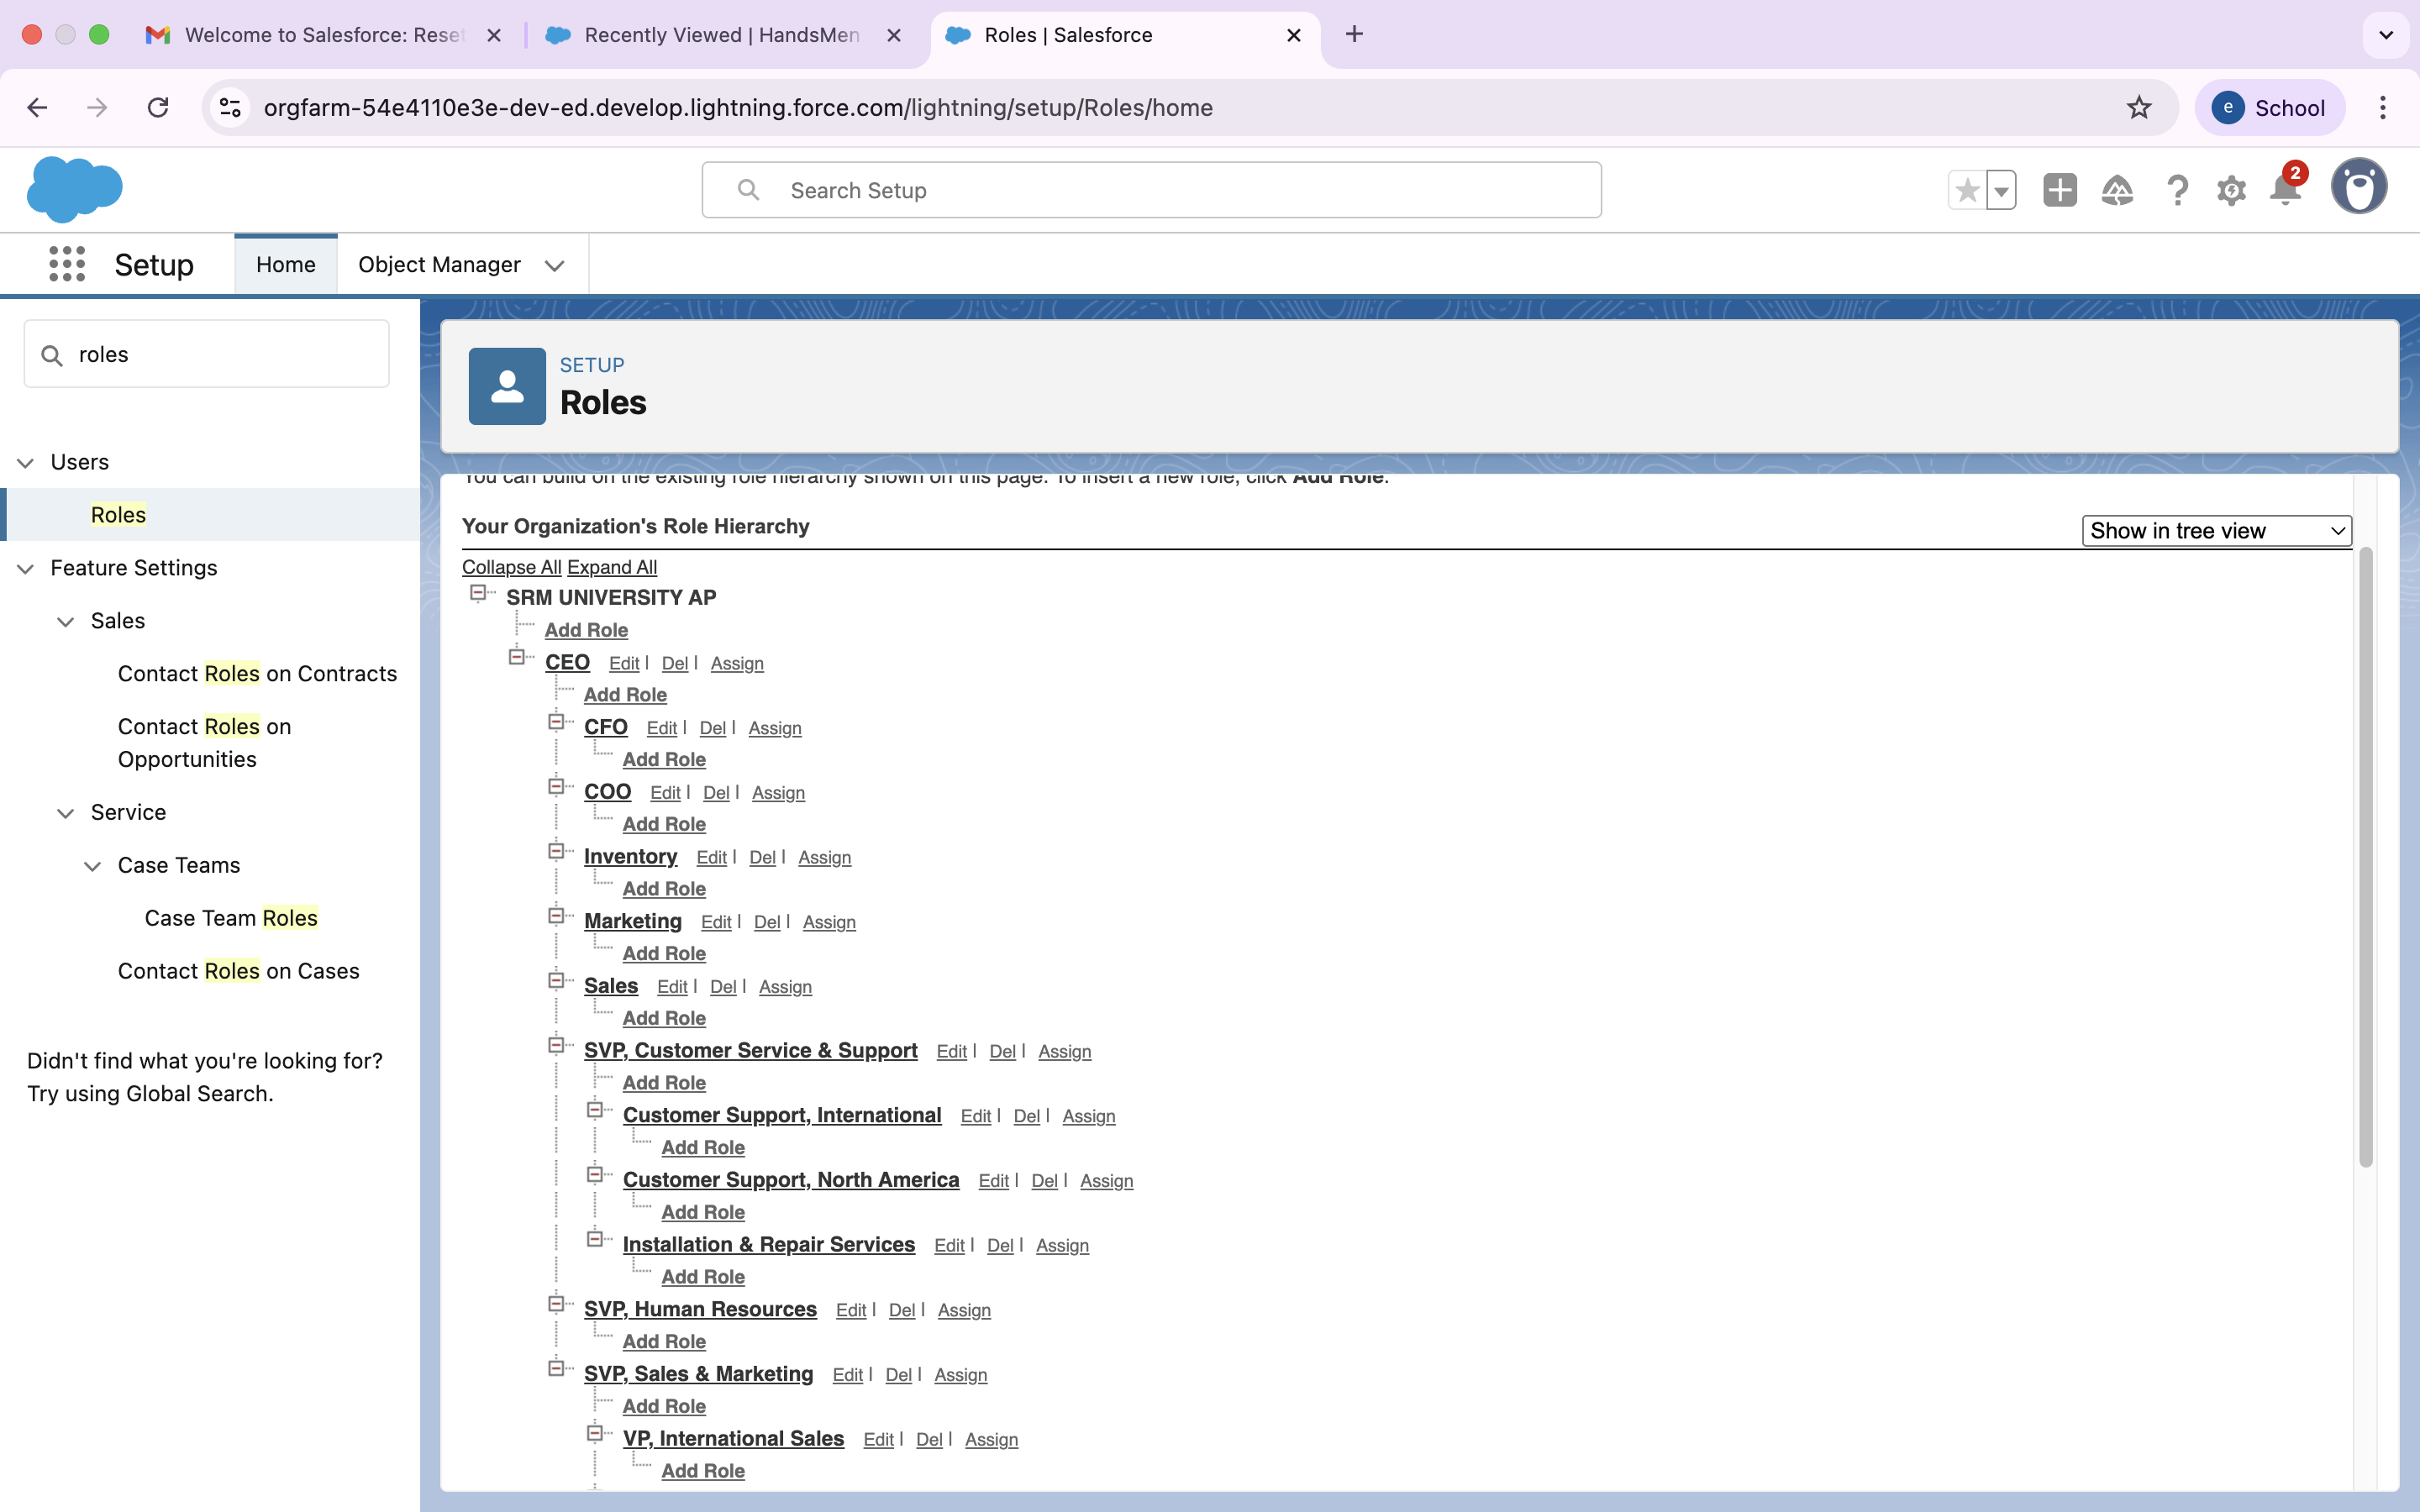 Welcome to Salesforce: Reset
Recently Viewed | HandsMen
Roles | Salesforce
orgfarm-54e4110e3e-dev-ed.develop.lightning.force.com/lightning/setup/Roles/home
e School
Search Setup
2
Setup
Home
Object Manager
roles
Users
Roles
Feature Settings
Sales
Contact Roles on Contracts
Contact Roles on
Opportunities
Service
Case Teams
Case Team Roles
Contact Roles on Cases
Didn't find what you're looking for?
Try using Global Search.
SETUP
Roles
You can build on the existing role hierarchy shown on this page. To insert a new role, click Add Role.
Your Organization's Role Hierarchy
Show in tree view
Collapse All Expand All
SRM UNIVERSITY AP
Add Role
CEO Edit | Del | Assign
Add Role
CFO Edit | Del | Assign
Add Role
COO Edit | Del | Assign
Add Role
Inventory Edit | Del | Assign
Add Role
Marketing Edit | Del | Assign
Add Role
Sales Edit | Del | Assign
Add Role
SVP, Customer Service & Support Edit | Del | Assign
Add Role
Customer Support, International Edit | Del | Assign
Add Role
Customer Support, North America Edit | Del | Assign
Add Role
Installation & Repair Services Edit | Del | Assign
Add Role
SVP, Human Resources Edit | Del | Assign
Add Role
SVP, Sales & Marketing Edit | Del | Assign
Add Role
VP, International Sales Edit | Del | Assign
Add Role